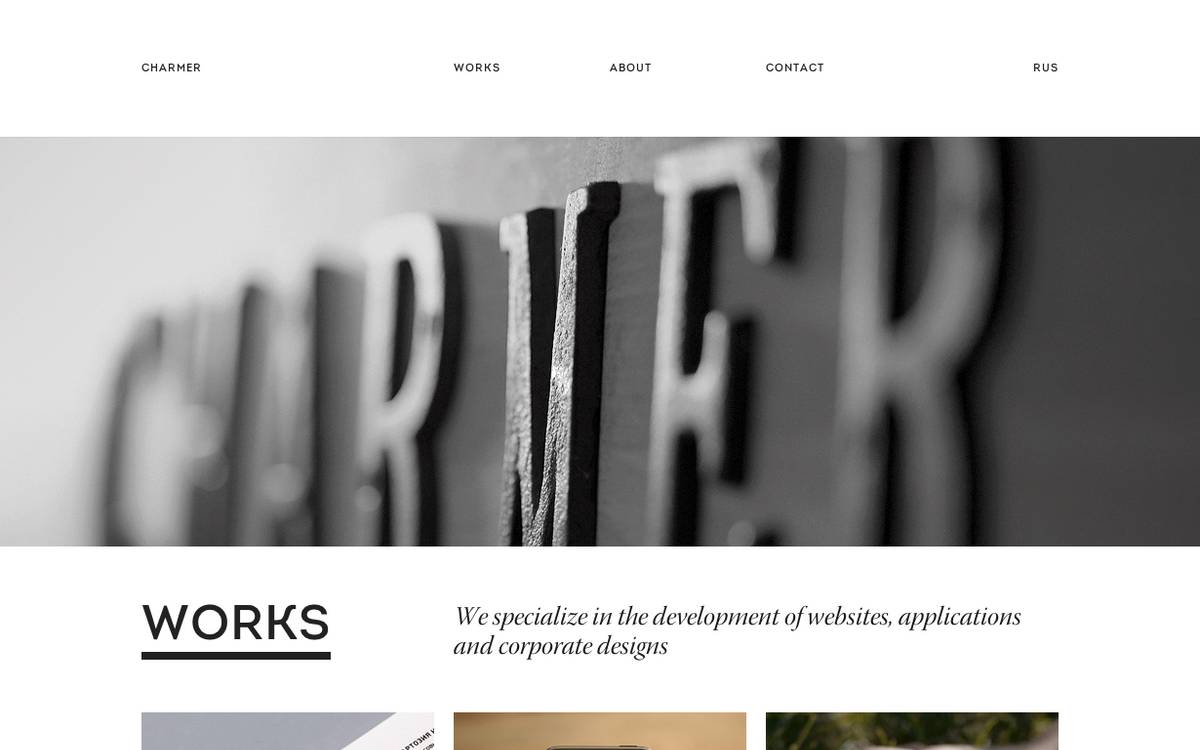 CHARMER WORKS ABOUT CONTACT RUS
CHARMER
WORKS
We specialize in the development of websites, applications
and corporate designs